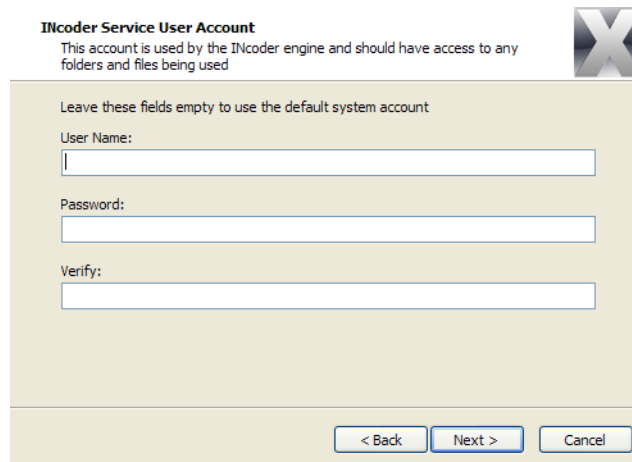 INcoder Service User Account
This account is used by the INcoder engine and should have access to any
folders and files being used
X
Leave these fields empty to use the default system account
User Name:
Password:
Verify:
< Back
Next >
Cancel